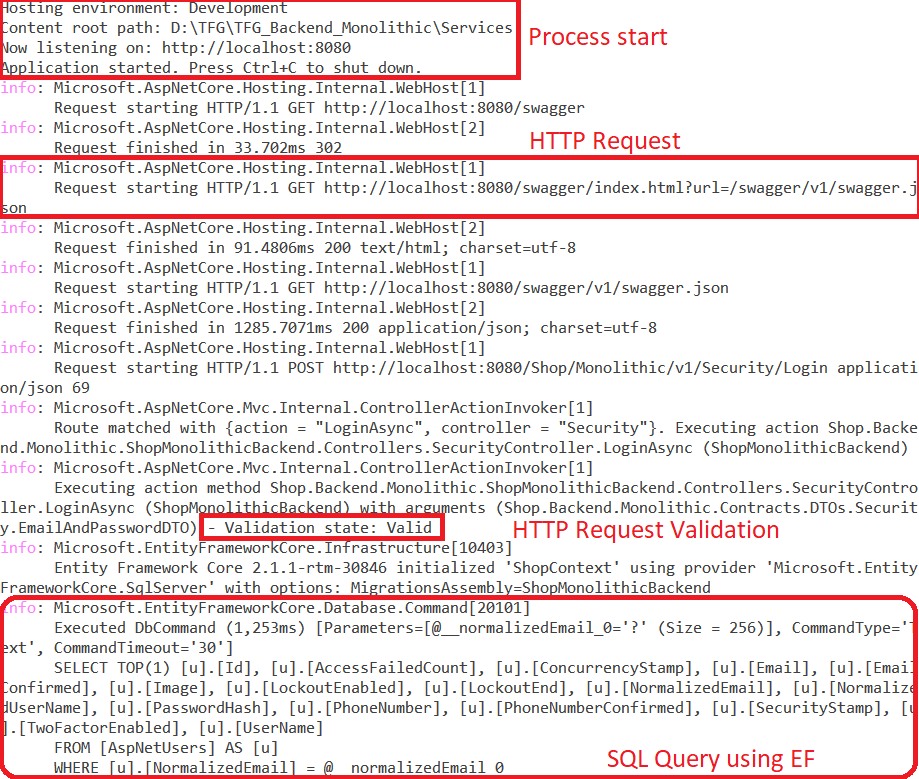 Hosting environment: Development
Content root path: D:\TFG\TFG_Backend_Monolithic\Services
Process start
Now listening on: http://localhost:8080
Application started. Press Ctrl+C to shut down.
info: Microsoft.AspNetCore.Hosting.Internal.WebHost[1]
Request starting HTTP/1.1 GET http://localhost:8080/swagger
info: Microsoft.AspNetCore.Hosting.Internal.WebHost[2]
Request finished in 33.702ms 302
HTTP Request
info: Microsoft.AspNetCore.Hosting.Internal.WebHost[1]
Request starting HTTP/1.1 GET http://localhost:8080/swagger/index.html?url=/swagger/v1/swagger.j
son
info: Microsoft.AspNetCore.Hosting.Internal.WebHost[2]
Request finished in 91.4806ms 200 text/html; charset=utf-8
info: Microsoft.AspNetCore.Hosting.Internal.WebHost[1]
Request starting HTTP/1.1 GET http://localhost:8080/swagger/v1/swagger.json
info: Microsoft.AspNetCore.Hosting.Internal.WebHost[2]
Request finished in 1285.7071ms 200 application/json; charset=utf-8
info: Microsoft.AspNetCore.Hosting.Internal.WebHost[1]
Request starting HTTP/1.1 POST http://localhost:8080/Shop/Monolithic/v1/Security/Login applicati
on/json 69
info: Microsoft.AspNetCore.Mvc.Internal.ControllerActionInvoker[1]
Route matched with {action = "LoginAsync", controller = "Security"}. Executing action Shop.Backe
nd.Monolithic.ShopMonolithicBackend.Controllers.SecurityController.LoginAsync (ShopMonolithicBackend)
info: Microsoft.AspNetCore.Mvc.Internal.ControllerActionInvoker[1]
Executing action method Shop.Backend.Monolithic.ShopMonolithicBackend.Controllers.SecurityContro
ller.LoginAsync (ShopMonolithicBackend) with arguments (Shop.Backend.Monolithic.Contracts.DTOs.Securit
y.EmailAndPasswordDTO) - Validation state: Valid
HTTP Request Validation
info: Microsoft.EntityFrameworkCore.Infrastructure[10403]
Entity Framework Core 2.1.1-rtm-30846 initialized 'ShopContext' using provider 'Microsoft.Entity
FrameworkCore.SqlServer' with options: MigrationsAssembly=ShopMonolithicBackend
info: Microsoft.EntityFrameworkCore.Database.Command[20101]
Executed DbCommand (1,253ms) [Parameters=[@__normalizedEmail_0='?' (Size = 256)], CommandType='T
ext', CommandTimeout='30']
SELECT TOP(1) [u].[Id], [u].[AccessFailedCount], [u].[ConcurrencyStamp], [u].[Email], [u].[Email
Confirmed], [u].[Image], [u].[LockoutEnabled], [u].[LockoutEnd], [u].[NormalizedEmail], [u].[Normalize
dUserName], [u].[PasswordHash], [u].[PhoneNumber], [u].[PhoneNumberConfirmed], [u].[SecurityStamp], [u
].[TwoFactorEnabled], [u].[UserName]
FROM [AspNetUsers] AS [u]
WHERE [u].[NormalizedEmail] = @__normalizedEmail_0
SQL Query using EF